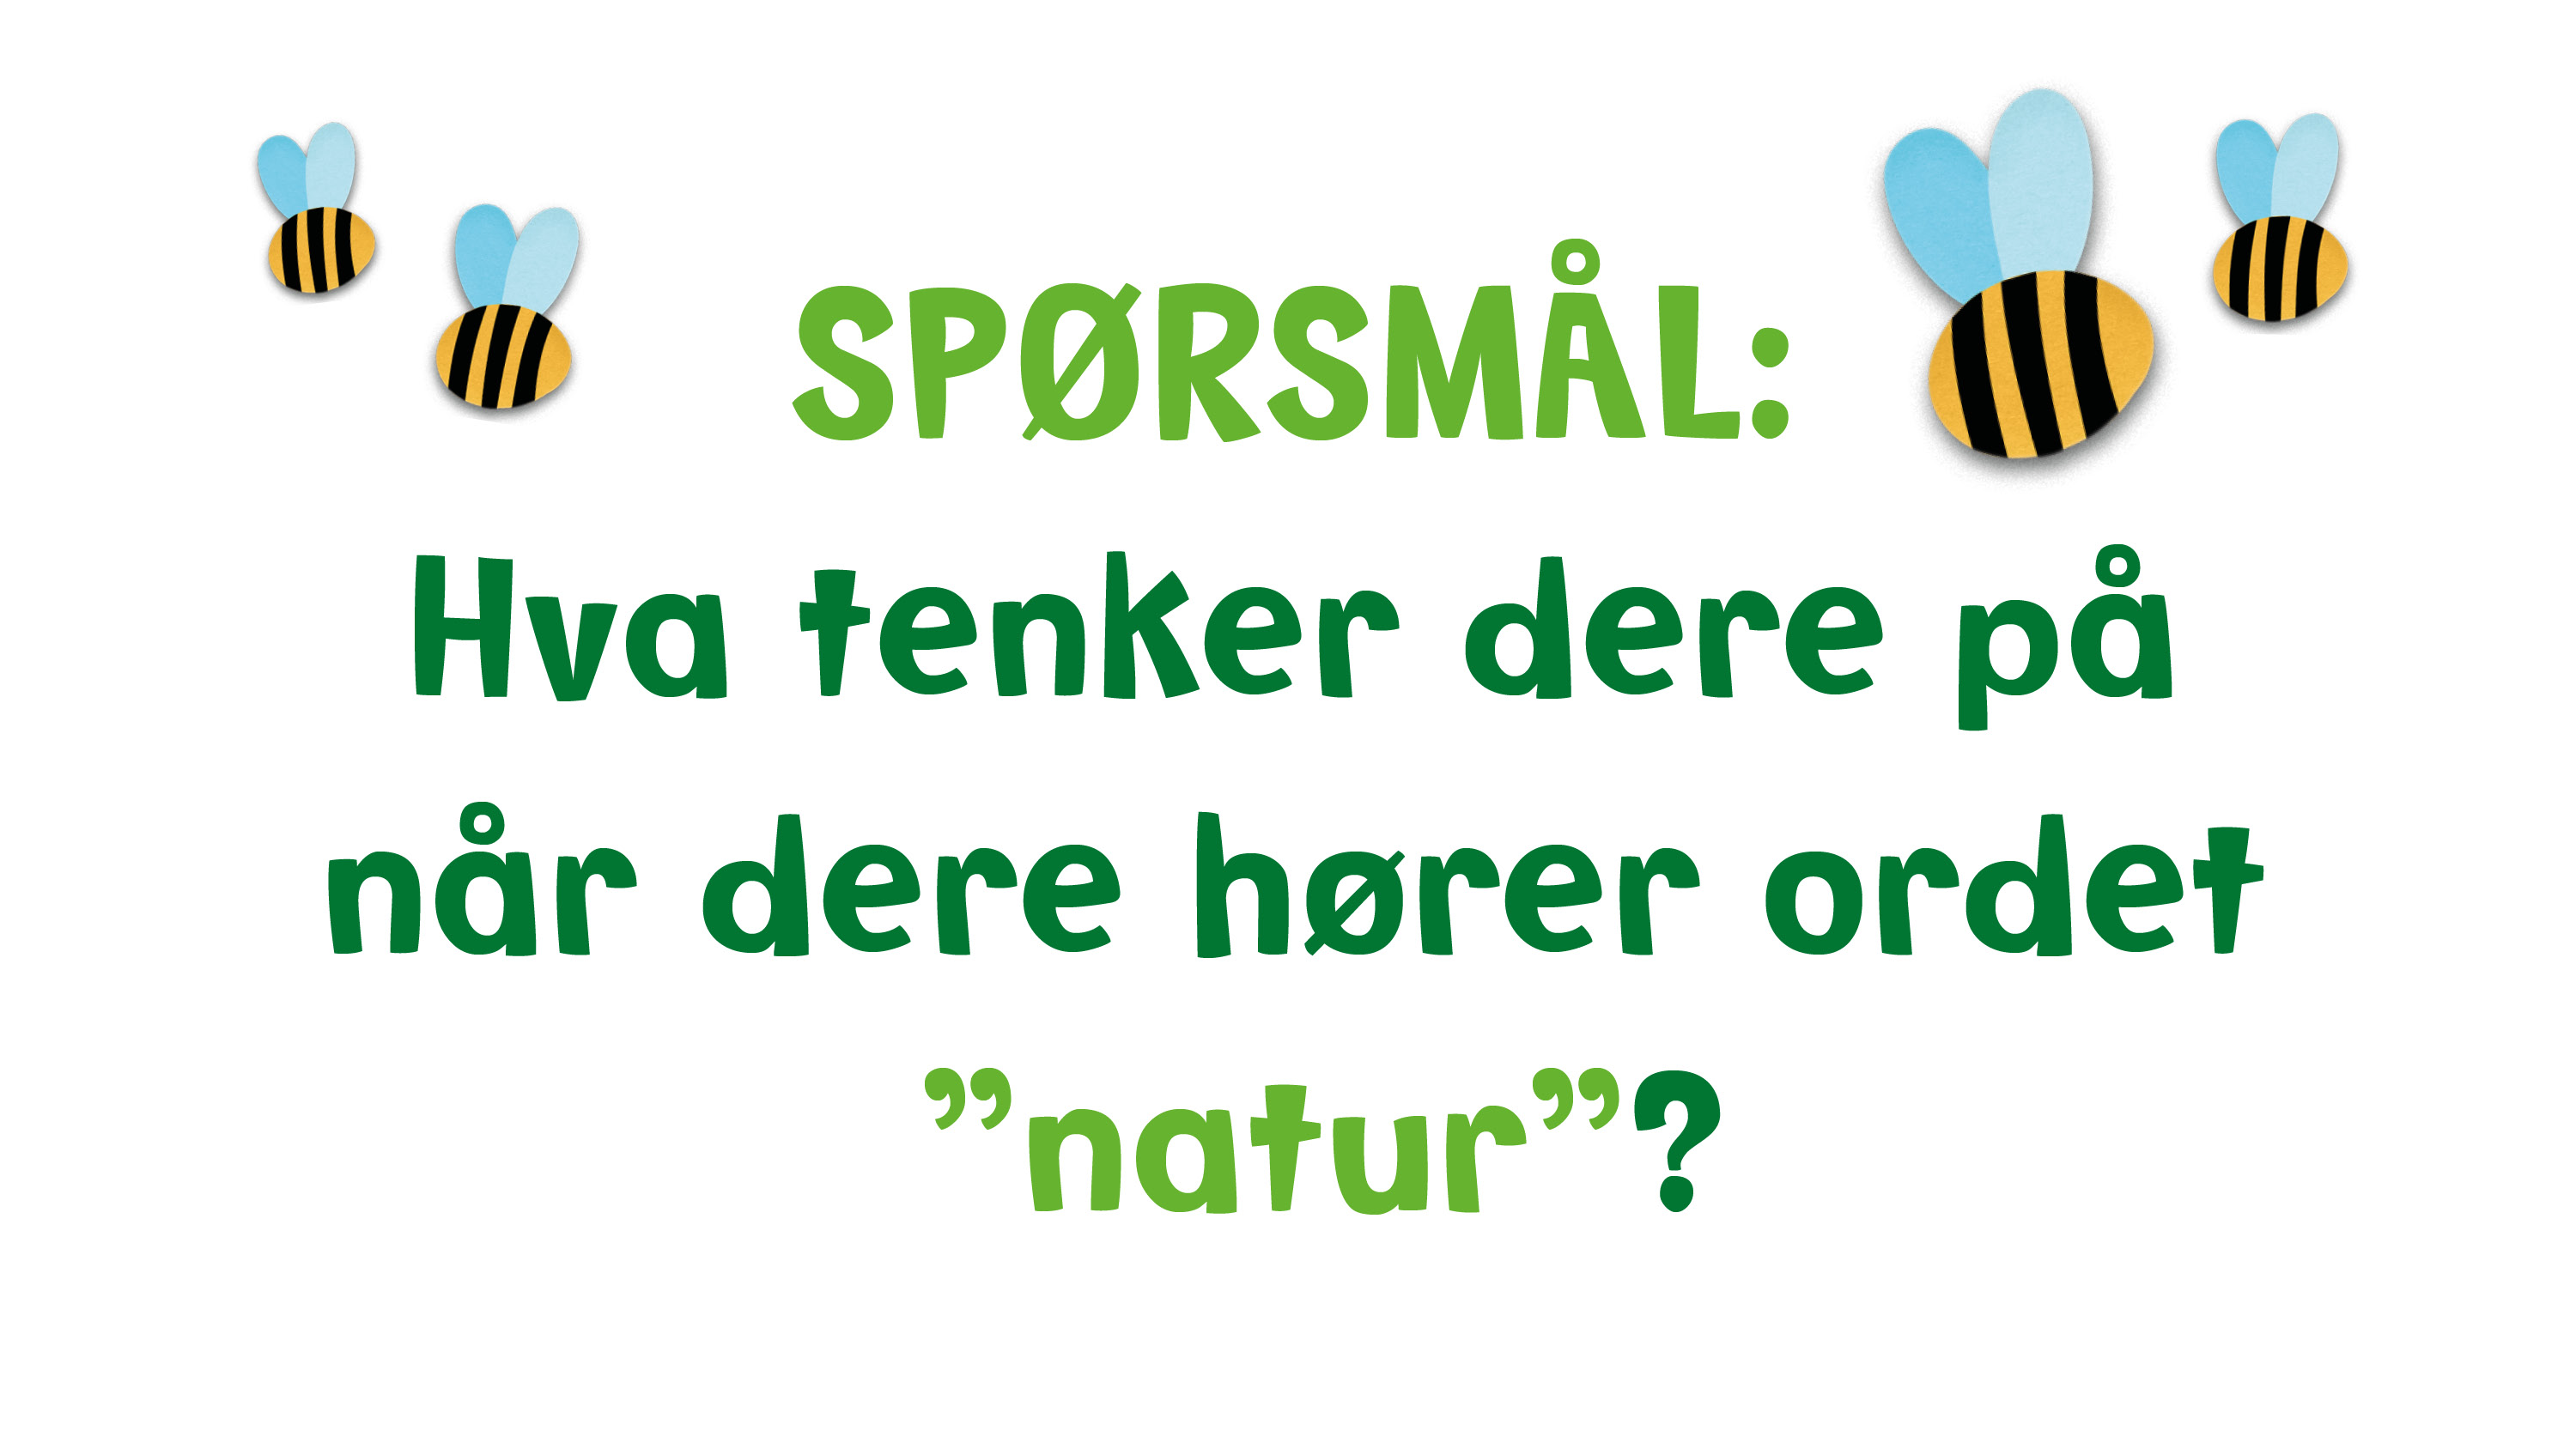 SPØRSMÅL:
Hva tenker dere på
når dere hører ordet
”natur”?